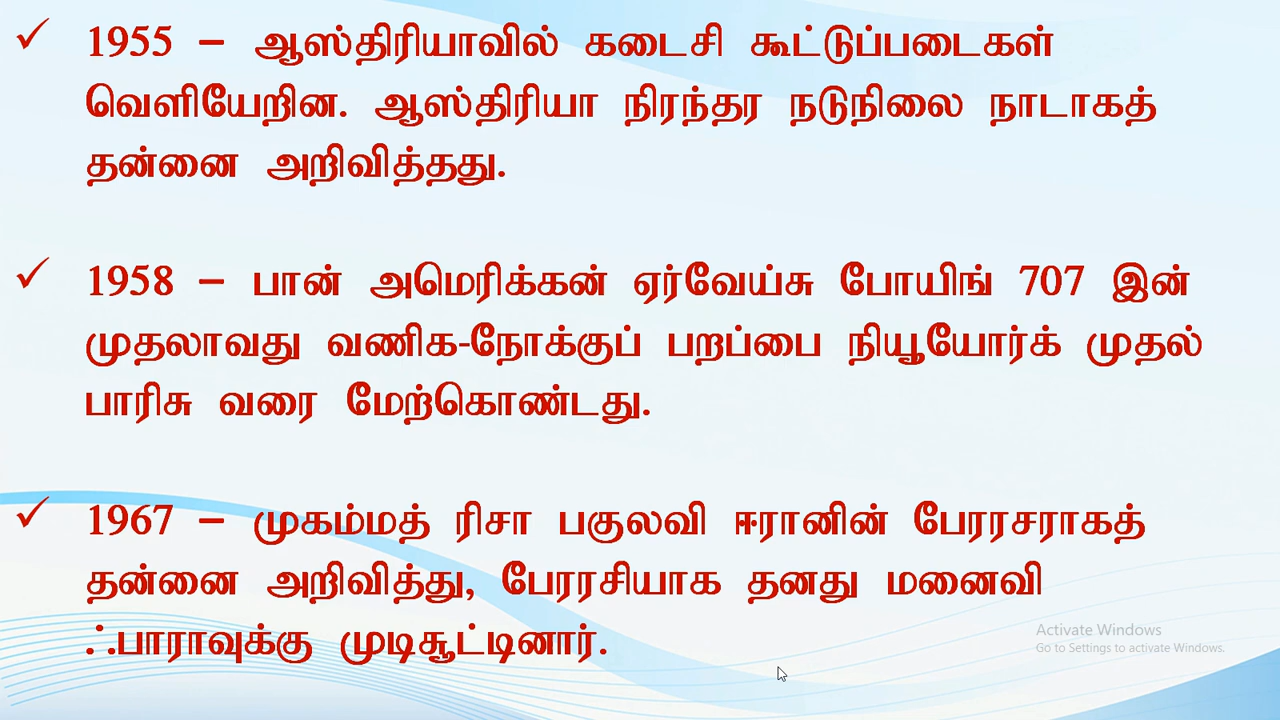 ✓ 1955 – ஆஸ்திரியாவில் கடைசி கூட்டுப்படைகள்
வெளியேறின. ஆஸ்திரியா நிரந்தர நடுநிலை நாடாகத்
தன்னை அறிவித்தது.
✓ 1958 – பான் அமெரிக்கன் ஏர்வேய்சு போயிங் 707 இன்
முதலாவது வணிக-நோக்குப் பறப்பை நியூயோர்க் முதல்
பாரிசு வரை மேற்கொண்டது.
✓ 1967 – முகம்மத் ரிசா பகுலவி ஈரானின் பேரரசராகத்
தன்னை அறிவித்து, பேரரசியாக தனது மனைவி
ஃபாராவுக்கு முடிசூட்டினார்.
Activate Windows
Go to Settings to activate Windows.